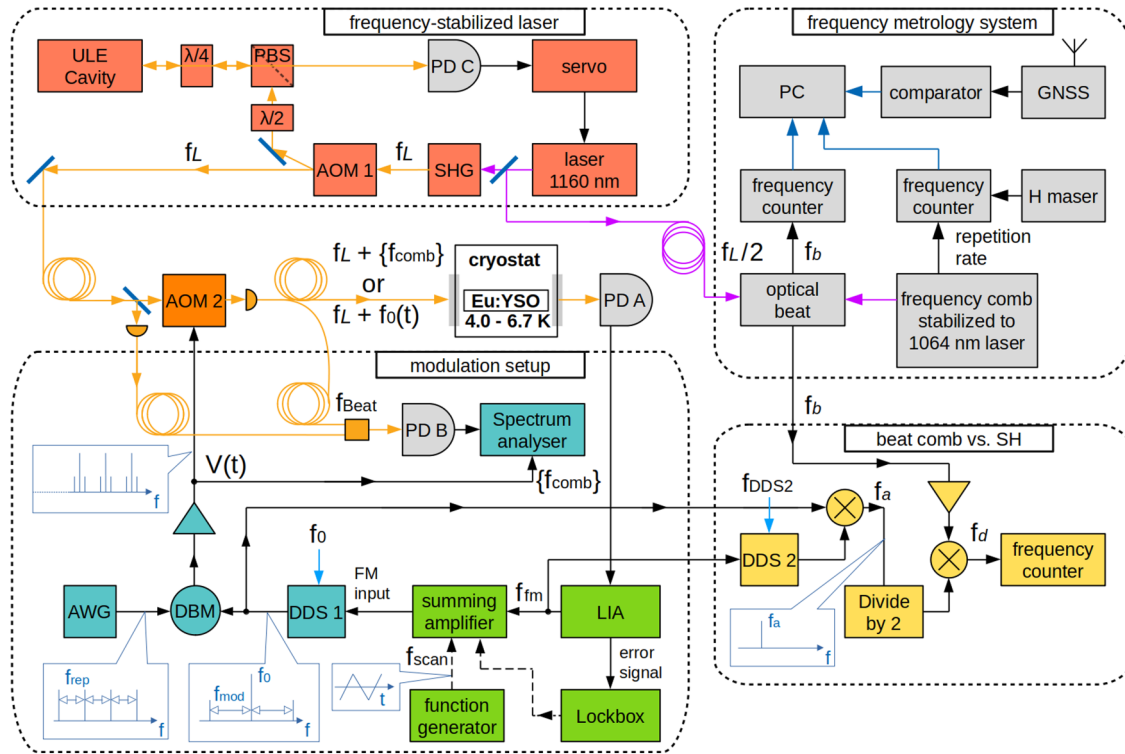 frequency-stabilized laser
ULE
Cavity
λ/4
PBS
PD C
servo
λ/2
fL
AOM 1
fL
SHG
laser
1160 nm
frequency metrology system
PC
comparator
GNSS
frequency
counter
frequency
counter
H maser
fL/2
fb
repetition
rate
optical
beat
frequency comb
stabilized to
1064 nm laser
AOM 2
fL + {fcomb}
or
fL + f0(t)
cryostat
Eu:YSO
4.0 - 6.7 K
PD A
modulation setup
fBeat
PD B
Spectrum
analyser
V(t)
{fcomb}
f
f0
AWG
DBM
DDS 1
FM
input
summing
amplifier
ffm
LIA
frep
f
fmod
f0
f
t
fscan
function
generator
error
signal
Lockbox
fb
beat comb vs. SH
fDDS2
fa
DDS 2
fd
frequency
counter
Divide
by 2
fa
f